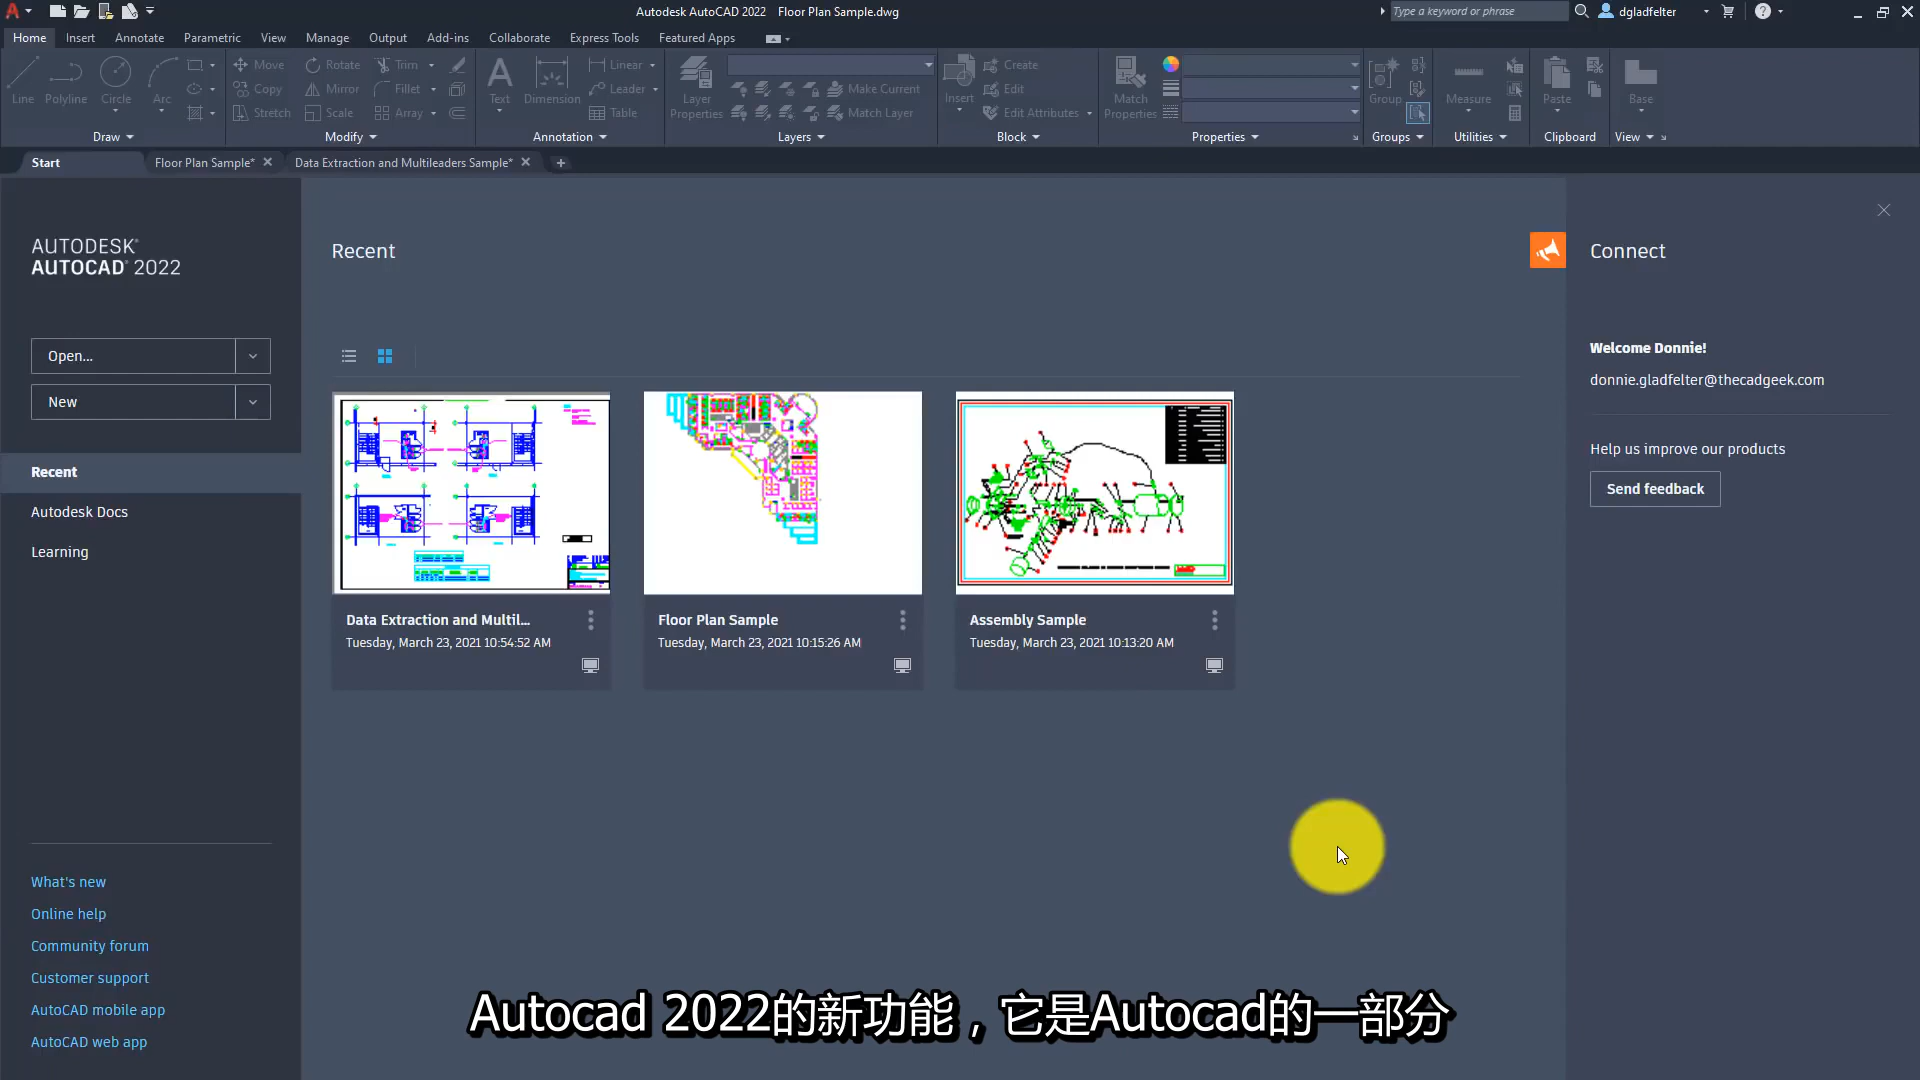 Autodesk AutoCAD 2022 Floor Plan Sample.dwg
Type a keyword or phrase
dgladfelter
Home Insert Annotate Parametric View Manage Output Add-ins Collaborate Express Tools Featured Apps
Line Polyline Circle Arc
Draw
Move Rotate Trim
Copy Mirror Fillet
Stretch Scale Array
Modify
Text Dimension
Linear
Leader
Table
Annotation
Layer Properties
Make Current
Match Layer
Layers
Insert
Create
Edit
Edit Attributes
Block
Match Properties
Properties
Group
Groups
Measure
Utilities
Paste
Clipboard
Base
View
Start Floor Plan Sample* Data Extraction and Multileaders Sample*
AUTODESK®
AUTOCAD® 2022
Open...
New
Recent
Autodesk Docs
Learning
What's new
Online help
Community forum
Customer support
AutoCAD mobile app
AutoCAD web app
Recent
Data Extraction and Multil...
Tuesday, March 23, 2021 10:54:52 AM
Floor Plan Sample
Tuesday, March 23, 2021 10:15:26 AM
Assembly Sample
Tuesday, March 23, 2021 10:13:20 AM
Connect
Welcome Donnie!
donnie.gladfelter@thecadgeek.com
Help us improve our products
Send feedback
Autocad 2022的新功能，它是Autocad的一部分